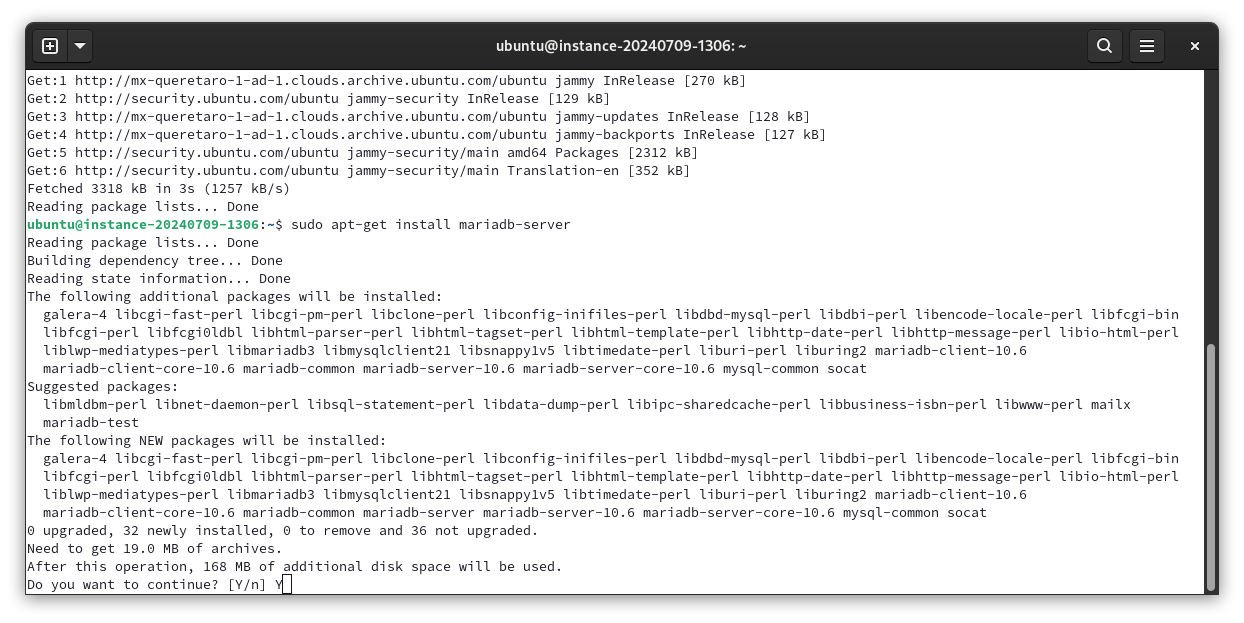 ubuntu@instance-20240709-1306: ~
Get:1 http://mx-queretaro-1-ad-1.clouds.archive.ubuntu.com/ubuntu jammy InRelease [270 kB]
Get:2 http://security.ubuntu.com/ubuntu jammy-security InRelease [129 kB]
Get:3 http://mx-queretaro-1-ad-1.clouds.archive.ubuntu.com/ubuntu jammy-updates InRelease [128 kB]
Get:4 http://mx-queretaro-1-ad-1.clouds.archive.ubuntu.com/ubuntu jammy-backports InRelease [127 kB]
Get:5 http://security.ubuntu.com/ubuntu jammy-security/main amd64 Packages [2312 kB]
Get:6 http://security.ubuntu.com/ubuntu jammy-security/main Translation-en [352 kB]
Fetched 3318 kB in 3s (1257 kB/s)
Reading package lists... Done
ubuntu@instance-20240709-1306:~$ sudo apt-get install mariadb-server
Reading package lists... Done
Building dependency tree... Done
Reading state information... Done
The following additional packages will be installed:
  galera-4 libcgi-fast-perl libcgi-pm-perl libclone-perl libconfig-inifiles-perl libdbd-mysql-perl libdbi-perl libencode-locale-perl libfcgi-bin
  libfcgi-perl libfcgi0ldbl libhtml-parser-perl libhtml-tagset-perl libhtml-template-perl libhttp-date-perl libhttp-message-perl libio-html-perl
  liblwp-mediatypes-perl libmariadb3 libmysqlclient21 libsnappy1v5 libtimedate-perl liburi-perl liburing2 mariadb-client-10.6
  mariadb-client-core-10.6 mariadb-common mariadb-server-10.6 mariadb-server-core-10.6 mysql-common socat
Suggested packages:
  libmldbm-perl libnet-daemon-perl libsql-statement-perl libdata-dump-perl libipc-sharedcache-perl libbusiness-isbn-perl libwww-perl mailx
  mariadb-test
The following NEW packages will be installed:
  galera-4 libcgi-fast-perl libcgi-pm-perl libclone-perl libconfig-inifiles-perl libdbd-mysql-perl libdbi-perl libencode-locale-perl libfcgi-bin
  libfcgi-perl libfcgi0ldbl libhtml-parser-perl libhtml-tagset-perl libhtml-template-perl libhttp-date-perl libhttp-message-perl libio-html-perl
  liblwp-mediatypes-perl libmariadb3 libmysqlclient21 libsnappy1v5 libtimedate-perl liburi-perl liburing2 mariadb-client-10.6
  mariadb-client-core-10.6 mariadb-common mariadb-server mariadb-server-10.6 mariadb-server-core-10.6 mysql-common socat
0 upgraded, 32 newly installed, 0 to remove and 36 not upgraded.
Need to get 19.0 MB of archives.
After this operation, 168 MB of additional disk space will be used.
Do you want to continue? [Y/n] Y